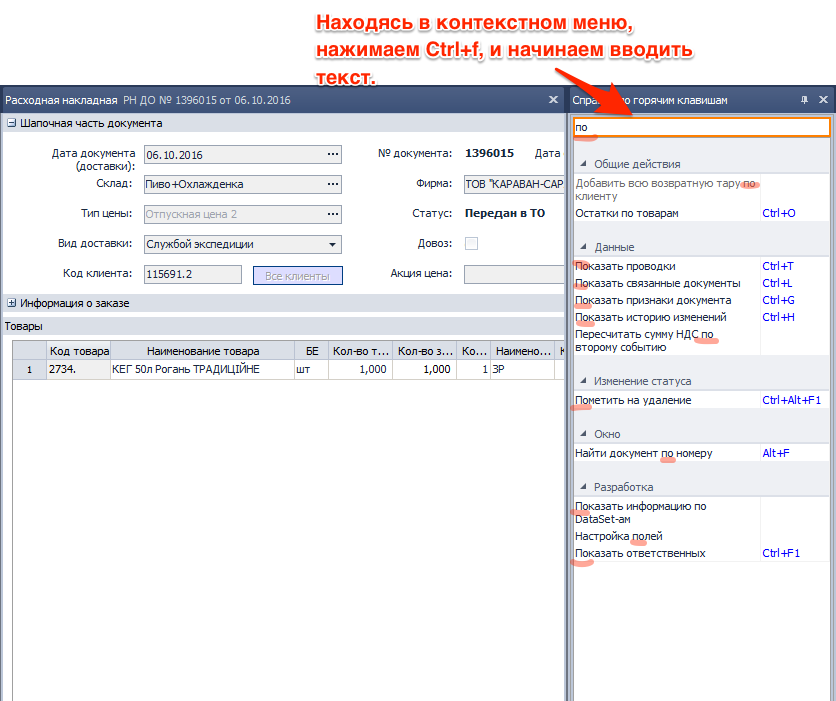 Находясь в контекстном меню,
нажимаем Ctrl+f, и начинаем вводить
текст.
Расходная накладная РН ДО № 1396015 от 06.10.2016
Шапочная часть документа
Дата документа
(доставки):
06.10.2016
№ документа: 1396015 Дата
Склад: Пиво+Охлажденка
Фирма: ТОВ "КАРАВАН-САР
Тип цены: Отпускная цена 2
Статус: Передан в ТО
Вид доставки: Службой экспедиции
Довоз:
Код клиента: 115691.2 Все клиенты
Акция цена:
Информация о заказе
Товары
Код товара Наименование товара БЕ Кол-во т... Кол-во з... Ко... Наимено...
1 2734. КЕГ 50л Рогань ТРАДИЦІЙНЕ шт 1,000 1,000 1 ЗР
по горячим клавишам
по
Общие действия
Добавить всю возвратную тару по
клиенту
Остатки по товарам Ctrl+O
Данные
Показать проводки Ctrl+T
Показать связанные документы Ctrl+L
Показать признаки документа Ctrl+G
Показать историю изменений Ctrl+H
Пересчитать сумму НДС по
второму событию
Изменение статуса
Пометить на удаление Ctrl+Alt+F1
Окно
Найти документ по номеру Alt+F
Разработка
Показать информацию по
DataSet-ам
Настройка полей
Показать ответственных Ctrl+F1